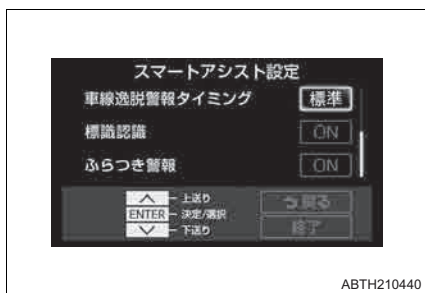 スマートアシスト設定
車線逸脱警報タイミング 標準
標識認識 ON
ふらつき警報 ON
上送り
ENTER 決定/選択
下送り
戻る
終了
ABTH210440